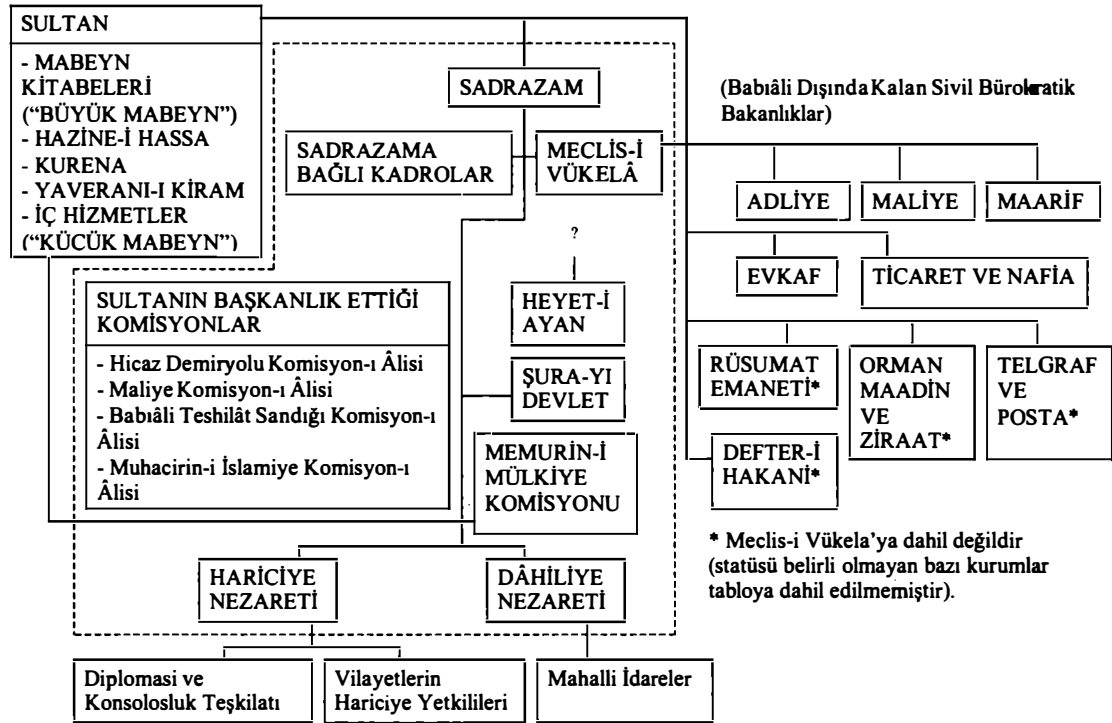 SULTAN
- MABEYN
KİTABELERİ
(“BÜYÜK MABEYN”)
- HAZİNE-İ HASSA
- KURENA
- YAVERANI-I KİRAM
- İÇ HİZMETLER
(“KÜCÜK MABEYN”)
SADRAZAM
SADRAZAMA
BAĞLI KADROLAR
MECLİS-İ
VÜKELÂ
(Babıâli Dışında Kalan Sivil Bürokratik
Bakanlıklar)
ADLİYE
MALİYE
MAARİF
EVKAF
TİCARET VE NAFİA
?
HEYET-İ
AYAN
SULTANIN BAŞKANLIK ETTİĞİ
KOMİSYONLAR
- Hicaz Demiryolu Komisyon-ı Âlisi
- Maliye Komisyon-ı Âlisi
- Babıâli Teshilât Sandığı Komisyon-ı
Âlisi
- Muhacirin-i İslamiye Komisyon-ı
Âlisi
ŞURA-YI
DEVLET
MEMURIN-İ
MÜLKİYE
KOMİSYONU
RÜSUMAT
EMANETİ*
ORMAN
MAADİN
VE
ZİRAAT*
TELGRAF
VE
POSTA*
DEFTER-İ
HAKANİ*
* Meclis-i Vükela’ya dahil değildir
(statüsü belirli olmayan bazı kurumlar
tabloya dahil edilmemiştir).
HARİCİYE
NEZARETİ
DÂHİLİYE
NEZARETİ
Diplomasi ve
Konsolosluk Teşkilatı
Vilayetlerin
Hariciye Yetkilileri
Mahalli İdareler